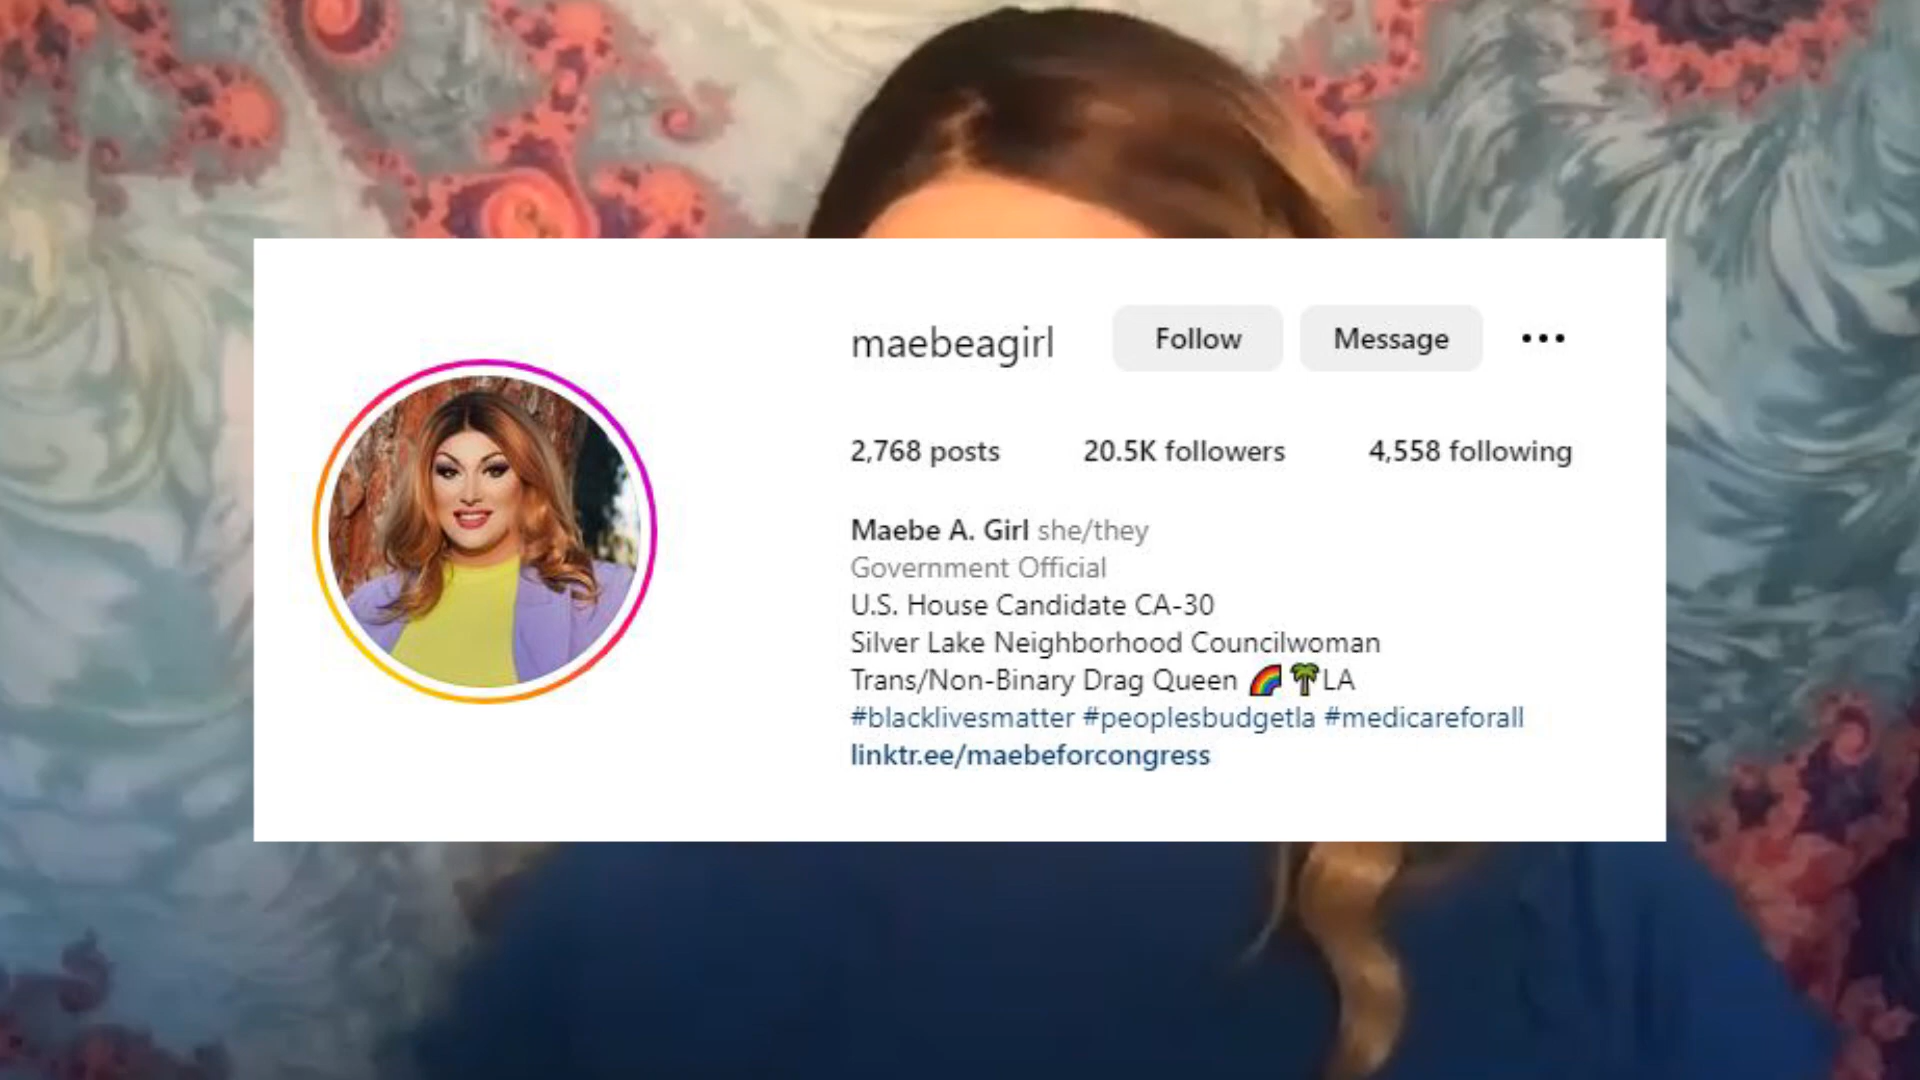 maebeagirl Follow Message
2,768 posts 20.5K followers 4,558 following
Maebe A. Girl she/they
Government Official
U.S. House Candidate CA-30
Silver Lake Neighborhood Councilwoman
Trans/Non-Binary Drag Queen 🌈🌴LA
#blacklivesmatter #peoplesbudgetla #medicareforall
linktr.ee/maebeforcongress